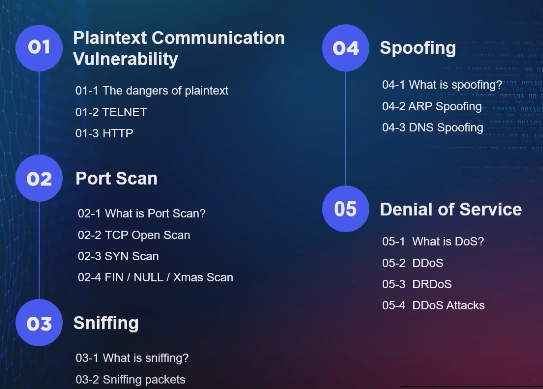 01
Plaintext Communication
Vulnerability
01-1 The dangers of plaintext
01-2 TELNET
01-3 HTTP
02
Port Scan
02-1 What is Port Scan?
02-2 TCP Open Scan
02-3 SYN Scan
02-4 FIN / NULL / Xmas Scan
03
Sniffing
03-1 What is sniffing?
03-2 Sniffing packets
04
Spoofing
04-1 What is spoofing?
04-2 ARP Spoofing
04-3 DNS Spoofing
05
Denial of Service
05-1 What is DoS?
05-2 DDoS
05-3 DRDoS
05-4 DDoS Attacks